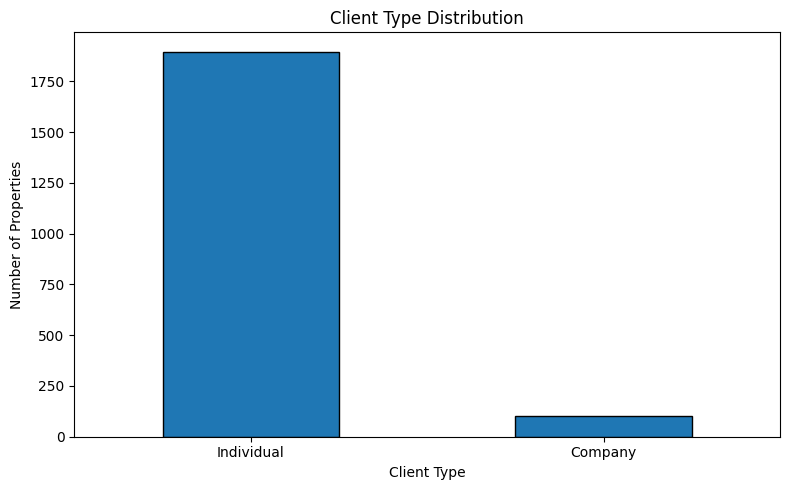 Client Type Distribution
Number of Properties
1750
1500
1250
1000
750
500
250
0
Individual
Company
Client Type